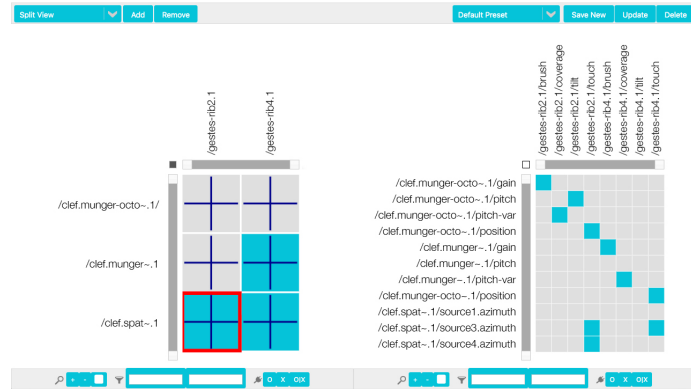 Split View
Add
Remove
Default Preset
Save New
Update
Delete
/gestes-rib2.1
/gestes-rib4.1
/gestes-rib2.1/brush
/gestes-rib2.1/coverage
/gestes-rib2.1/tilt
/gestes-rib2.1/touch
/gestes-rib4.1/brush
/gestes-rib4.1/coverage
/gestes-rib4.1/tilt
/gestes-rib4.1/touch
/clef.munger-octo~.1/
/clef.munger~.1
/clef.spat~.1
/clef.munger-octo~.1/gain
/clef.munger-octo~.1/pitch
/clef.munger-octo~.1/pitch-var
/clef.munger-octo~.1/position
/clef.munger~.1/gain
/clef.munger~.1/pitch
/clef.munger~.1/pitch-var
/clef.munger-octo~.1/position
/clef.spat~.1/source1.azimuth
/clef.spat~.1/source3.azimuth
/clef.spat~.1/source4.azimuth
+ -
O X O|X
+ -
O X O|X